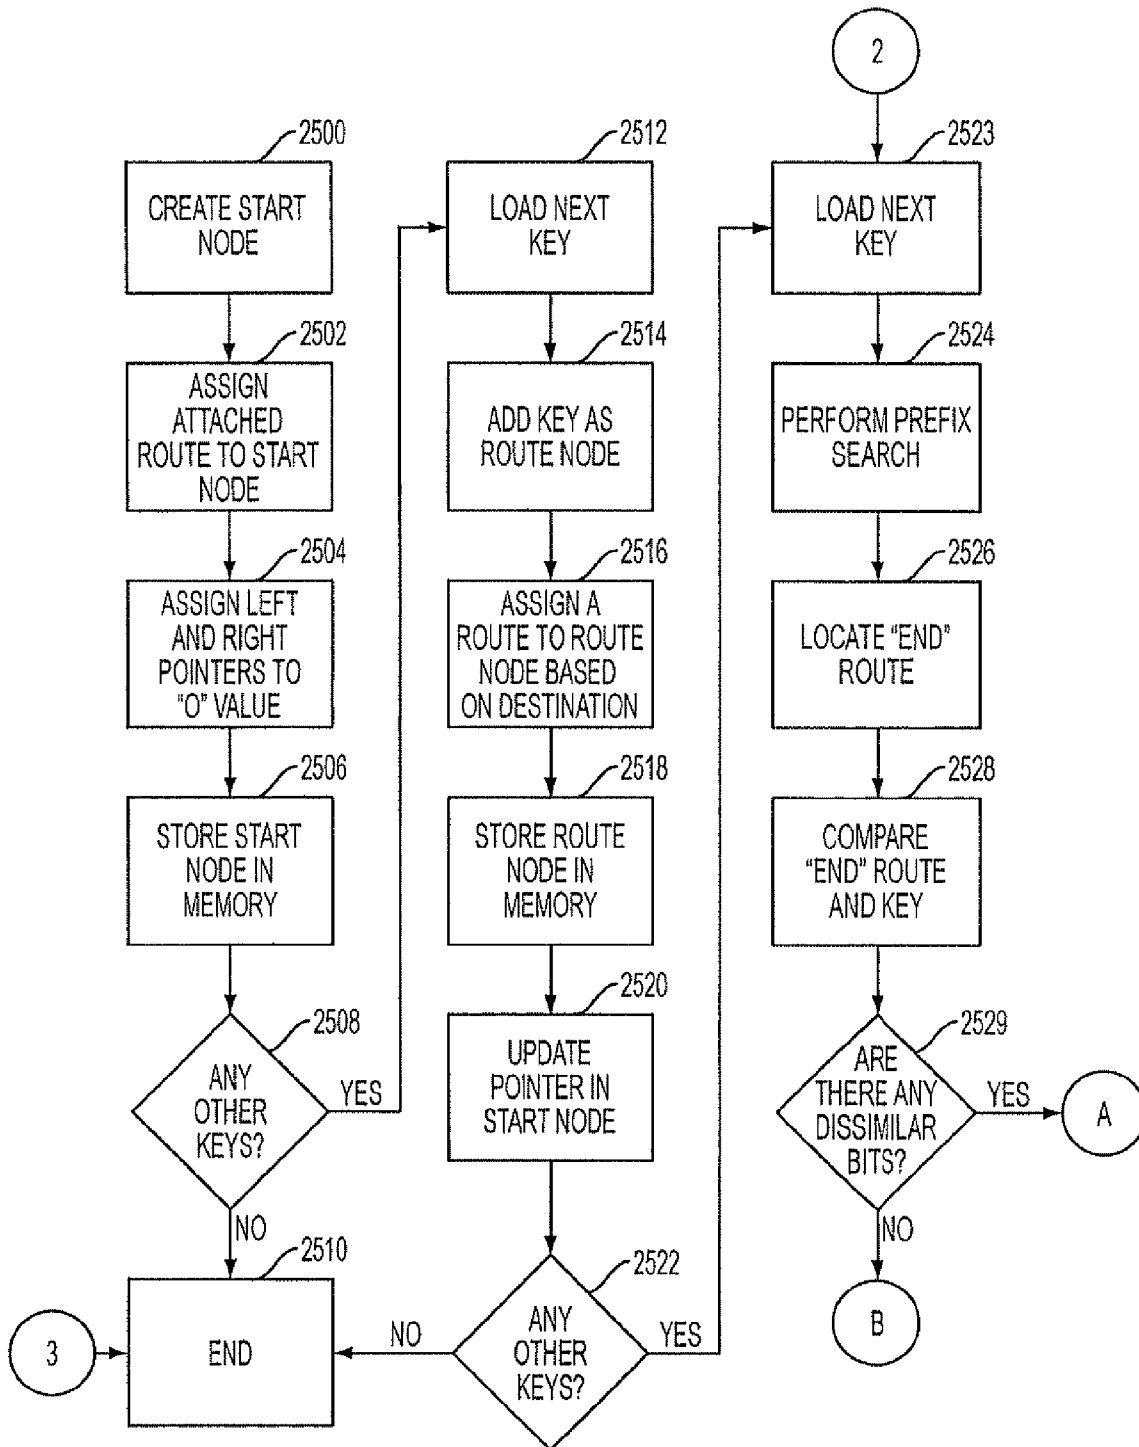 2500
CREATE START
NODE
2502
ASSIGN
ATTACHED
ROUTE TO START
NODE
2504
ASSIGN LEFT
AND RIGHT
POINTERS TO
"O" VALUE
2506
STORE START
NODE IN
MEMORY
2508
ANY
OTHER
KEYS?
YES
NO
2510
END
3
2512
LOAD NEXT
KEY
2514
ADD KEY AS
ROUTE NODE
2516
ASSIGN A
ROUTE TO ROUTE
NODE BASED
ON DESTINATION
2518
STORE ROUTE
NODE IN
MEMORY
2520
UPDATE
POINTER IN
START NODE
2522
ANY
OTHER
KEYS?
NO
YES
2
2523
LOAD NEXT
KEY
2524
PERFORM PREFIX
SEARCH
2526
LOCATE "END"
ROUTE
2528
COMPARE
"END" ROUTE
AND KEY
2529
ARE
THERE ANY
DISSIMILAR
BITS?
YES
A
NO
B